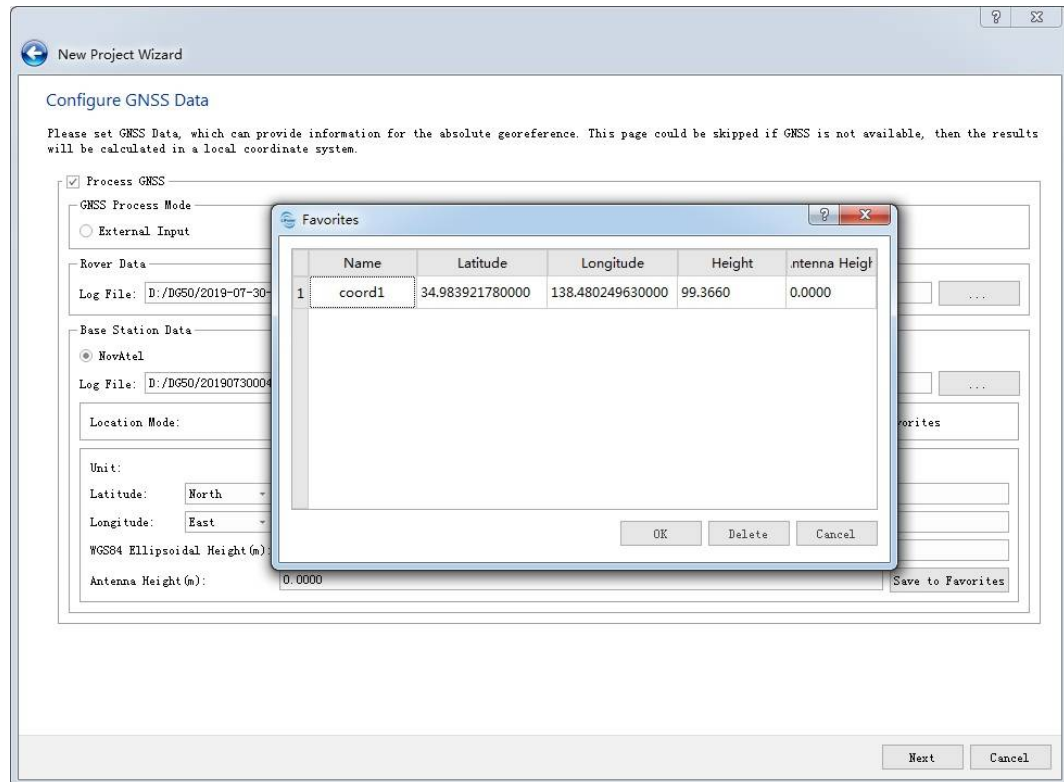 New Project Wizard
Configure GNSS Data
Please set GNSS Data, which can provide information for the absolute georeference. This page could be skipped if GNSS is not available, then the results
will be calculated in a local coordinate system.
Process GNSS
GNSS Process Mode
External Input
Rover Data
Log File: D:/DG50/2019-07-30-
...
Base Station Data
NovAtel
Log File: D:/DG50/20190730004
...
Location Mode:
vorites
Unit:
Latitude: North
Longitude: East
WGS84 Ellipsoidal Height(m):
Antenna Height(m): 0.0000
Save to Favorites
Favorites
Name Latitude Longitude Height ntenna Heigh
1 coord1 34.983921780000 138.480249630000 99.3660 0.0000
OK Delete Cancel
Next Cancel